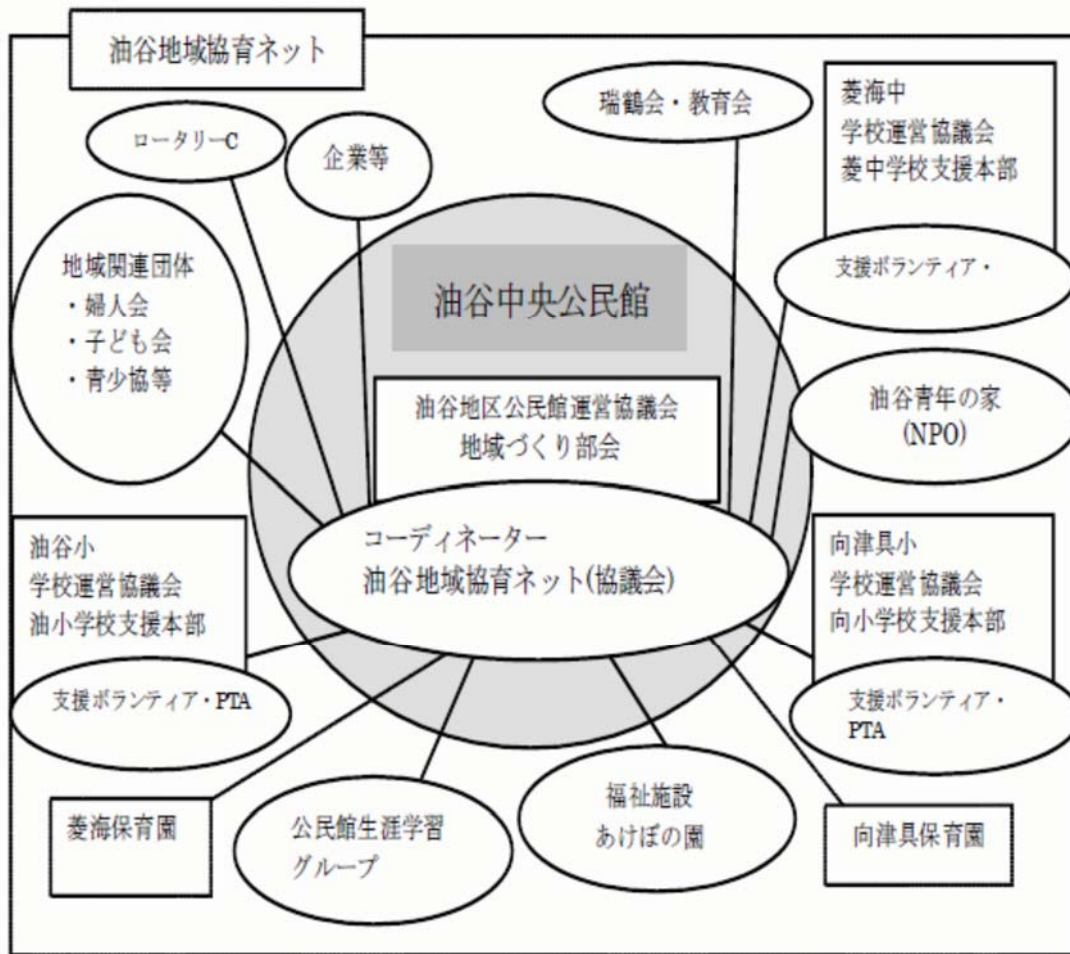 油谷地域協育ネット
ロータリーC
企業等
瑞鶴会・教育会
菱海中
学校運営協議会
菱中学校支援本部
支援ボランティア・
地域関連団体
・婦人会
・子ども会
・青少協等
油谷中央公民館
油谷青年の家
(NPO)
油谷地区公民館運営協議会
地域づくり部会
コーディネーター
油谷地域協育ネット(協議会)
油谷小
学校運営協議会
油小学校支援本部
支援ボランティア・PTA
向津具小
学校運営協議会
向小学校支援本部
支援ボランティア・
PTA
菱海保育園
公民館生涯学習
グループ
福祉施設
あけぼの園
向津具保育園